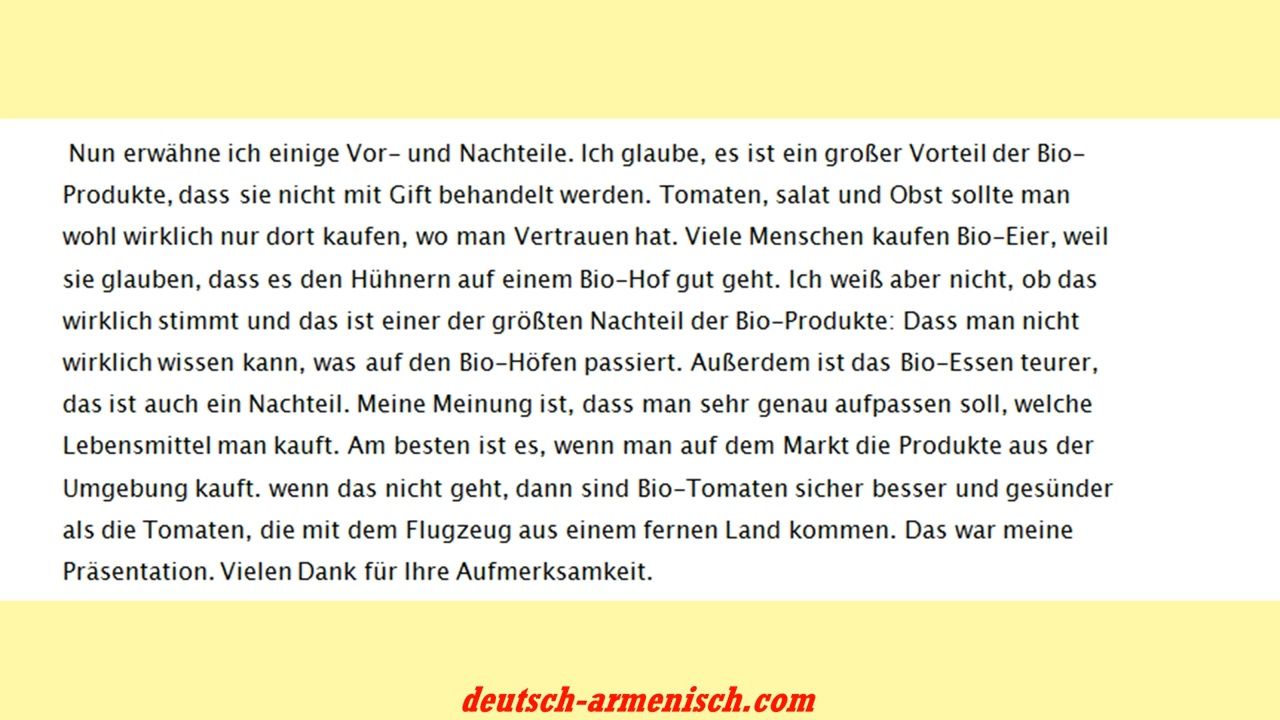 Nun erwähne ich einige Vor- und Nachteile. Ich glaube, es ist ein großer Vorteil der Bio-
Produkte, dass sie nicht mit Gift behandelt werden. Tomaten, salat und Obst sollte man
wohl wirklich nur dort kaufen, wo man Vertrauen hat. Viele Menschen kaufen Bio-Eier, weil
sie glauben, dass es den Hühnern auf einem Bio-Hof gut geht. Ich weiß aber nicht, ob das
wirklich stimmt und das ist einer der größten Nachteil der Bio-Produkte: Dass man nicht
wirklich wissen kann, was auf den Bio-Höfen passiert. Außerdem ist das Bio-Essen teurer,
das ist auch ein Nachteil. Meine Meinung ist, dass man sehr genau aufpassen soll, welche
Lebensmittel man kauft. Am besten ist es, wenn man auf dem Markt die Produkte aus der
Umgebung kauft. wenn das nicht geht, dann sind Bio-Tomaten sicher besser und gesünder
als die Tomaten, die mit dem Flugzeug aus einem fernen Land kommen. Das war meine
Präsentation. Vielen Dank für Ihre Aufmerksamkeit.
deutsch-armenisch.com